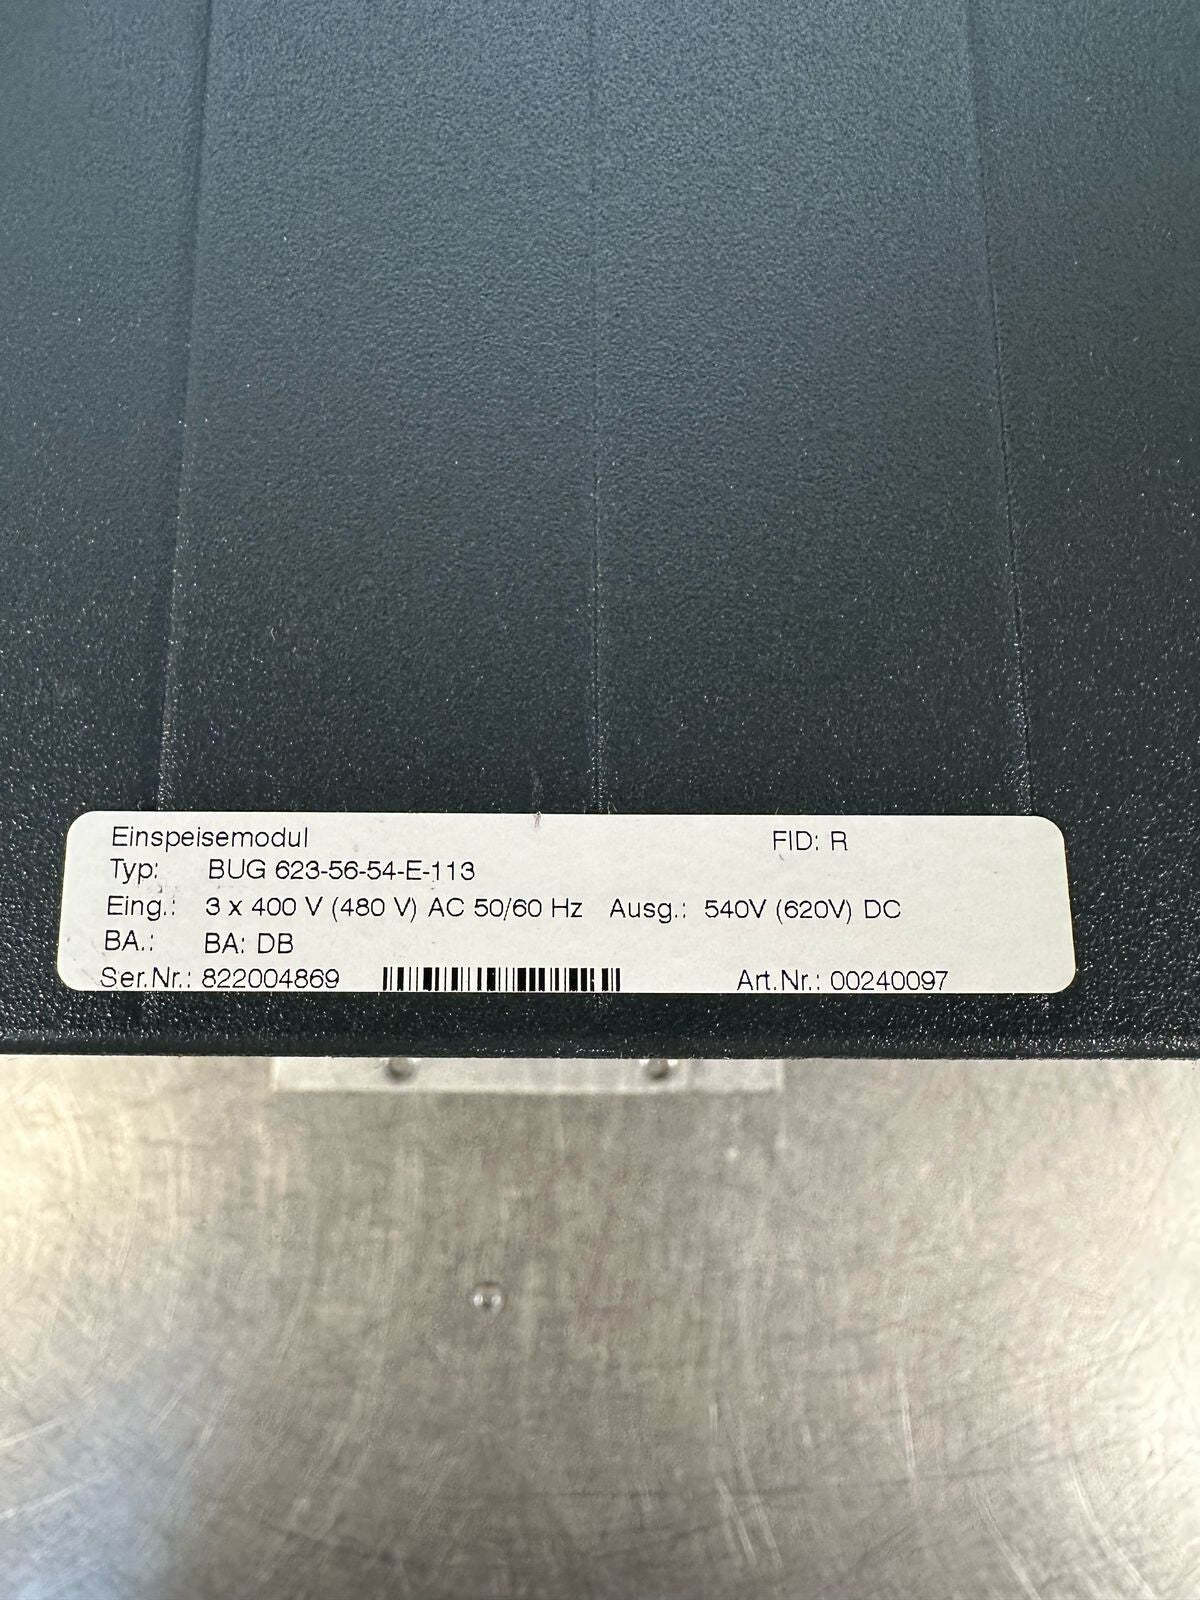 Einspeisemodul FID: R
Typ: BUG 623-56-54-E-113
Eing.: 3 x 400 V (480 V) AC 50/60 Hz Ausg.: 540V (620V) DC
BA.: BA: DB
Ser.Nr.: 822004869 Art.Nr.: 00240097